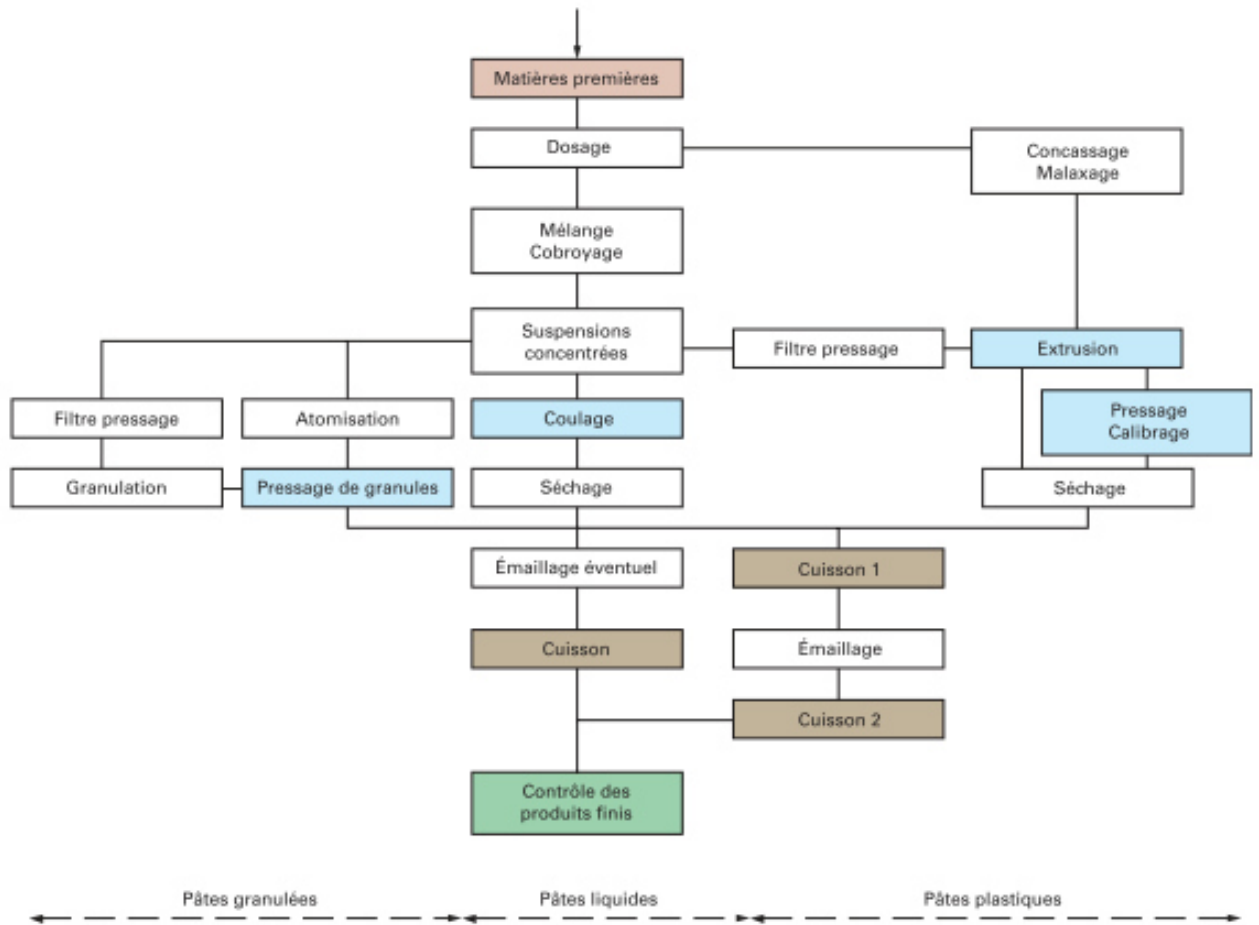 Matières premières
Dosage
Concassage
Malaxage
Mélange
Cobroyage
Suspensions
concentrées
Filtre pressage
Extrusion
Filtre pressage
Atomisation
Coulage
Pressage
Calibrage
Granulation
Pressage de granules
Séchage
Séchage
Émaillage éventuel
Cuisson 1
Cuisson
Émaillage
Cuisson 2
Contrôle des
produits finis
Pâtes granulées
Pâtes liquides
Pâtes plastiques